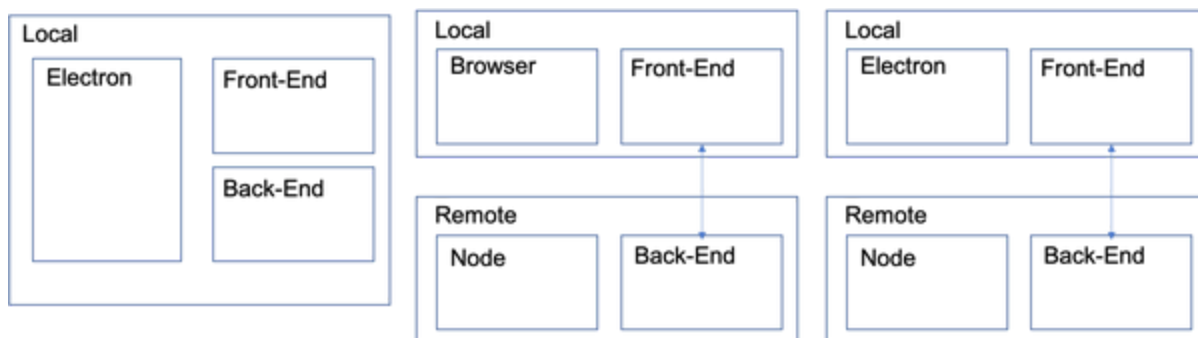 Local
Electron
Front-End
Back-End
Local
Browser
Front-End
Remote
Node
Back-End
Local
Electron
Front-End
Remote
Node
Back-End